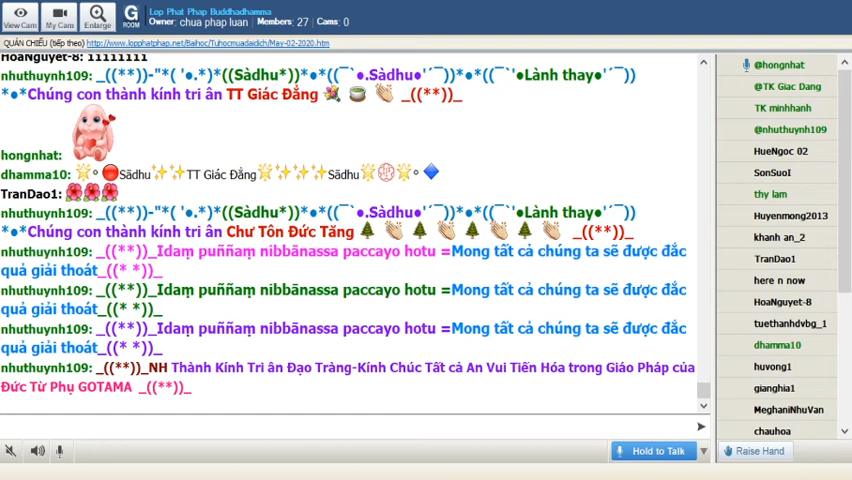 View Cam
My Cam
Enlarge
G
ROOM
Lop Phat Phap Buddhadhamma
Owner: chua phap luan Members: 27 Cams: 0
QUÁN CHIẾU (tiếp theo) http://www.lopphatphap.net/Baihoc/Tuhocmuadaidich/May-02-2020.htm
HoaNguyet-8: 11111111
nhuthuynh109: _((**))-"*( '●.*)*((Sàdhu*))*●*●((¯`●.Sàdhu●'´¯))*●*●((¯`'●Lành thay●'´¯))
*●*Chúng con thành kính tri ân TT Giác Đẳng _((**))_
hongnhat:
dhamma10: Sādhu TT Giác Đẳng Sādhu
TranDao1:
nhuthuynh109: _((**))-"*( '●.*)*((Sàdhu*))*●*●((¯`●.Sàdhu●'´¯))*●*●((¯`'●Lành thay●'´¯))
*●*Chúng con thành kính tri ân Chư Tôn Đức Tăng _((**))_
nhuthuynh109: _((**))_Idaṃ puññaṃ nibbānassa paccayo hotu =Mong tất cả chúng ta sẽ được đắc
quả giải thoát_((* *))_
nhuthuynh109: _((**))_Idaṃ puññaṃ nibbānassa paccayo hotu =Mong tất cả chúng ta sẽ được đắc
quả giải thoát_((* *))_
nhuthuynh109: _((**))_Idaṃ puññaṃ nibbānassa paccayo hotu =Mong tất cả chúng ta sẽ được đắc
quả giải thoát_((* *))_
nhuthuynh109: _((**))_NH Thành Kính Tri ân Đạo Tràng-Kính Chúc Tất cả An Vui Tiến Hóa trong Giáo Pháp của
Đức Từ Phụ GOTAMA _((**))_
@hongnhat
@TK Giac Dang
TK minhhanh
@nhuthuynh109
HueNgoc 02
SonSuoI
thy lam
Huyenmong2013
khanh an_2
TranDao1
here n now
HoaNguyet-8
tuethanhdvbg_1
dhamma10
huvong1
gianghia1
MeghaniNhuVan
chauhoa
Hold to Talk
Raise Hand